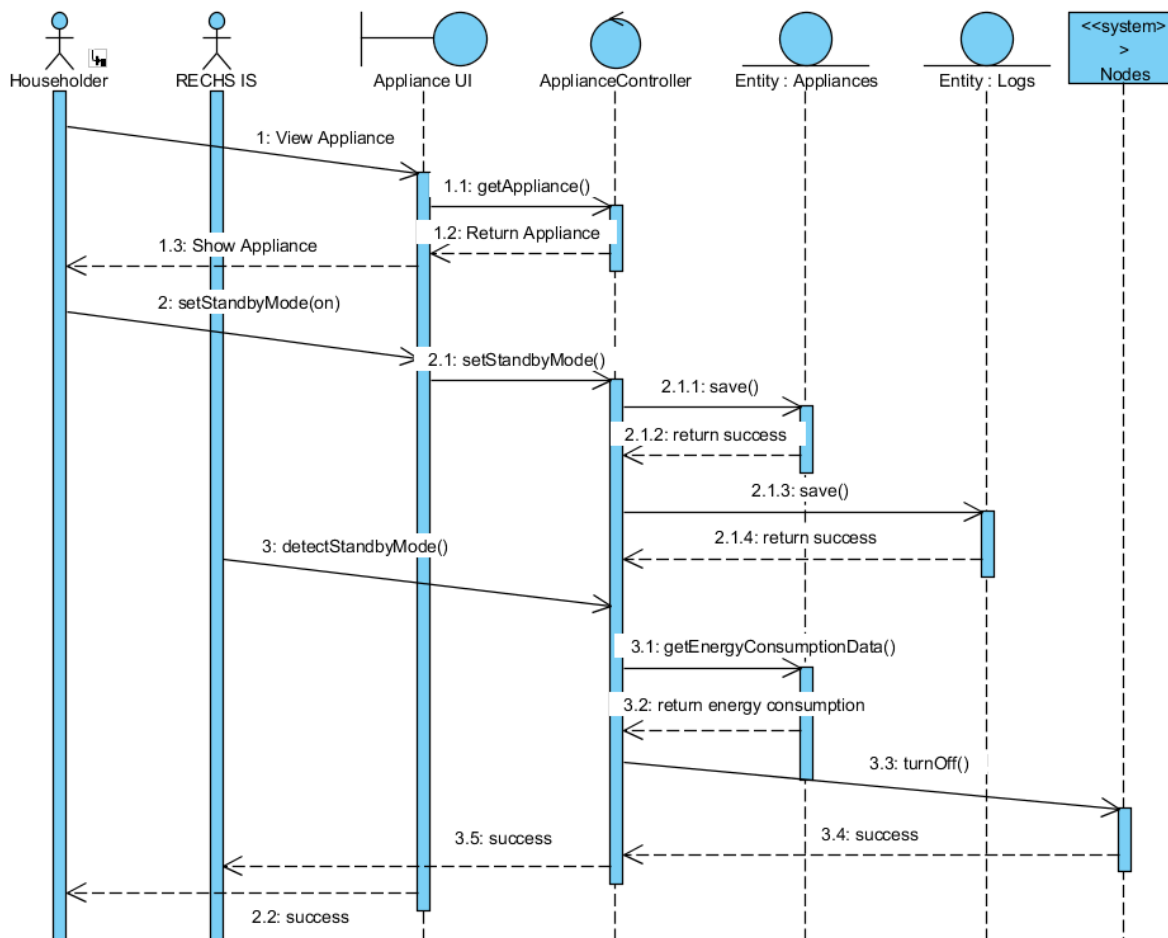 Householder
RECHS IS
Appliance UI
ApplianceController
Entity : Appliances
Entity : Logs
<<system>
>
Nodes
1: View Appliance
1.1: getAppliance()
1.2: Return Appliance
1.3: Show Appliance
2: setStandbyMode(on)
2.1: setStandbyMode()
2.1.1: save()
2.1.2: return success
2.1.3: save()
2.1.4: return success
3: detectStandbyMode()
3.1: getEnergyConsumptionData()
3.2: return energy consumption
3.3: turnOff()
3.4: success
3.5: success
2.2: success